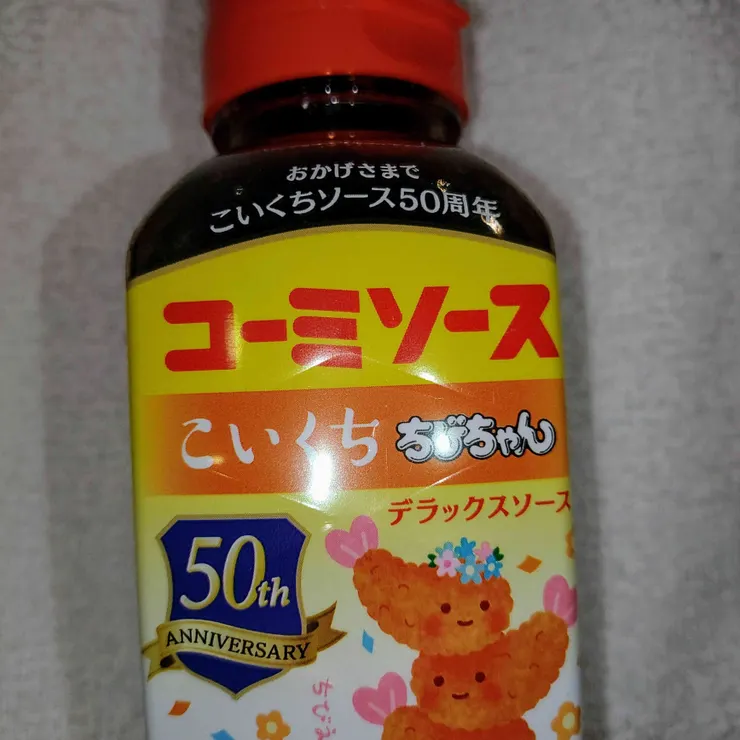 おかげさまで
こいくちソース50周年
コーミソース
こいくち ちびちゃん
デラックスソース
50th
ANNIVERSARY